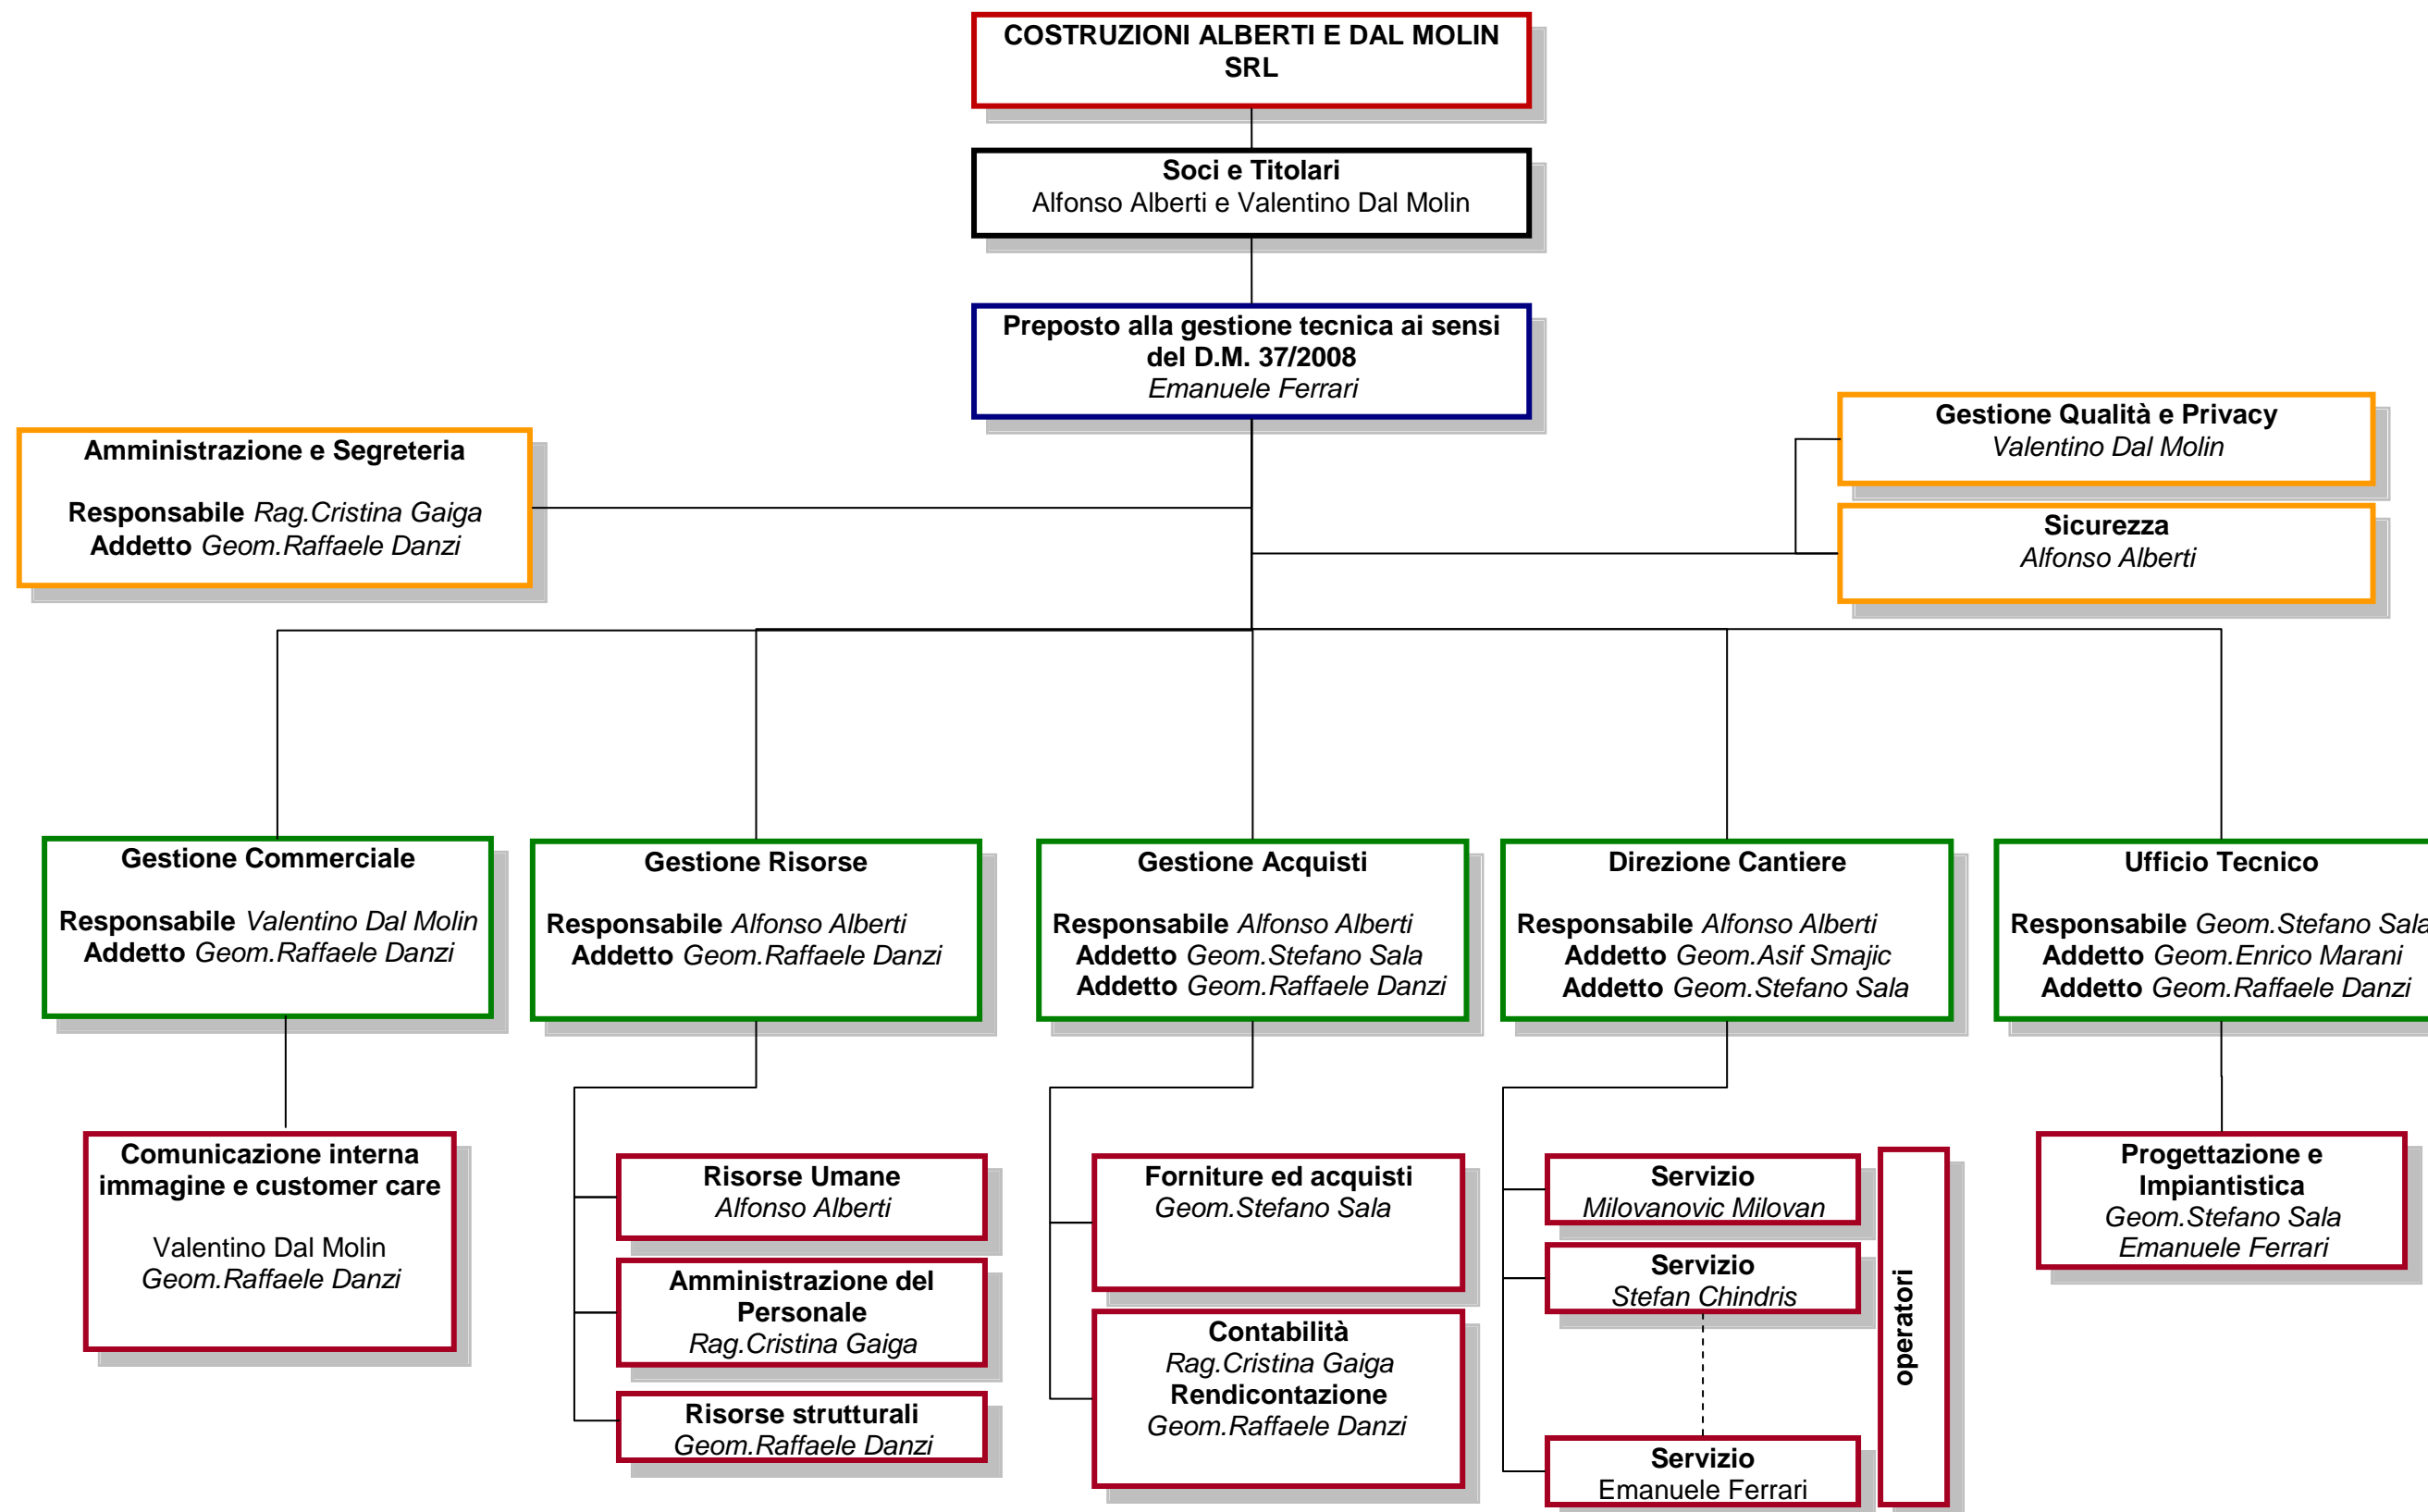 COSTRUZIONI ALBERTI E DAL MOLIN
SRL
Soci e Titolari
Alfonso Alberti e Valentino Dal Molin
Preposto alla gestione tecnica ai sensi
del D.M. 37/2008
Emanuele Ferrari
Amministrazione e Segreteria
Responsabile Rag.Cristina Gaiga
Addetto Geom.Raffaele Danzi
Gestione Qualità e Privacy
Valentino Dal Molin
Sicurezza
Alfonso Alberti
Gestione Commerciale
Responsabile Valentino Dal Molin
Addetto Geom.Raffaele Danzi
Gestione Risorse
Responsabile Alfonso Alberti
Addetto Geom.Raffaele Danzi
Gestione Acquisti
Responsabile Alfonso Alberti
Addetto Geom.Stefano Sala
Addetto Geom.Raffaele Danzi
Direzione Cantiere
Responsabile Alfonso Alberti
Addetto Geom.Asif Smajic
Addetto Geom.Stefano Sala
Ufficio Tecnico
Responsabile Geom.Stefano Sala
Addetto Geom.Enrico Marani
Addetto Geom.Raffaele Danzi
Comunicazione interna
immagine e customer care
Valentino Dal Molin
Geom.Raffaele Danzi
Risorse Umane
Alfonso Alberti
Amministrazione del
Personale
Rag.Cristina Gaiga
Risorse strutturali
Geom.Raffaele Danzi
Forniture ed acquisti
Geom.Stefano Sala
Contabilità
Rag.Cristina Gaiga
Rendicontazione
Geom.Raffaele Danzi
Servizio
Milovanovic Milovan
Servizio
Stefan Chindris
Servizio
Emanuele Ferrari
operatori
Progettazione e
Impiantistica
Geom.Stefano Sala
Emanuele Ferrari